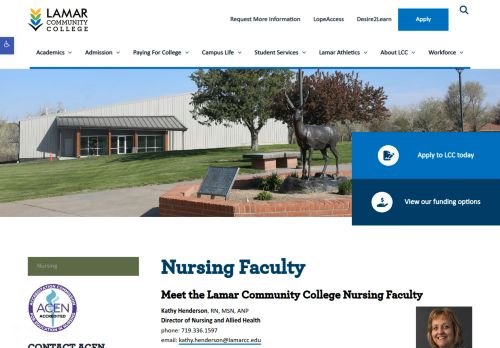 LAMAR
COMMUNITY
COLLEGE
Request More Information LopeAccess Desire2Learn Apply
Academics Admission Paying For College Campus Life Student Services Lamar Athletics About LCC Workforce
Apply to LCC today
View our funding options
Nursing
Nursing Faculty
Meet the Lamar Community College Nursing Faculty
Kathy Henderson, RN, MSN, ANP
Director of Nursing and Allied Health
phone: 719.336.1597
email: kathy.henderson@lamarcc.edu
ACEN
ACCREDITED
CONTACT ACEN